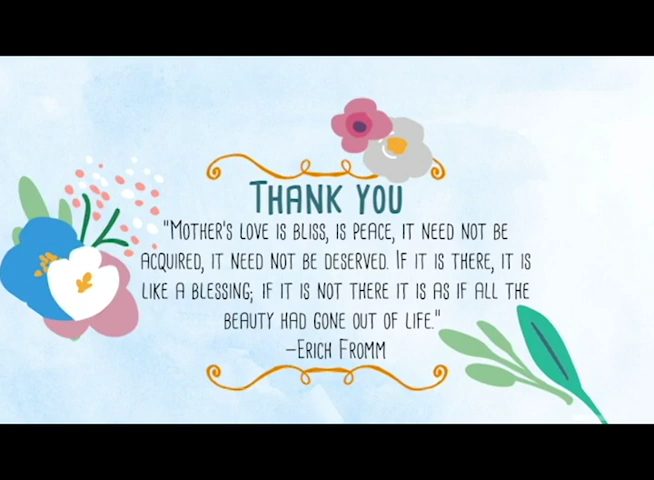 THANK YOU
"MOTHER'S LOVE IS BLISS, IS PEACE, IT NEED NOT BE
ACQUIRED, IT NEED NOT BE DESERVED. IF IT IS THERE, IT IS
LIKE A BLESSING; IF IT IS NOT THERE IT IS AS IF ALL THE
BEAUTY HAD GONE OUT OF LIFE."
–ERICH FROMM